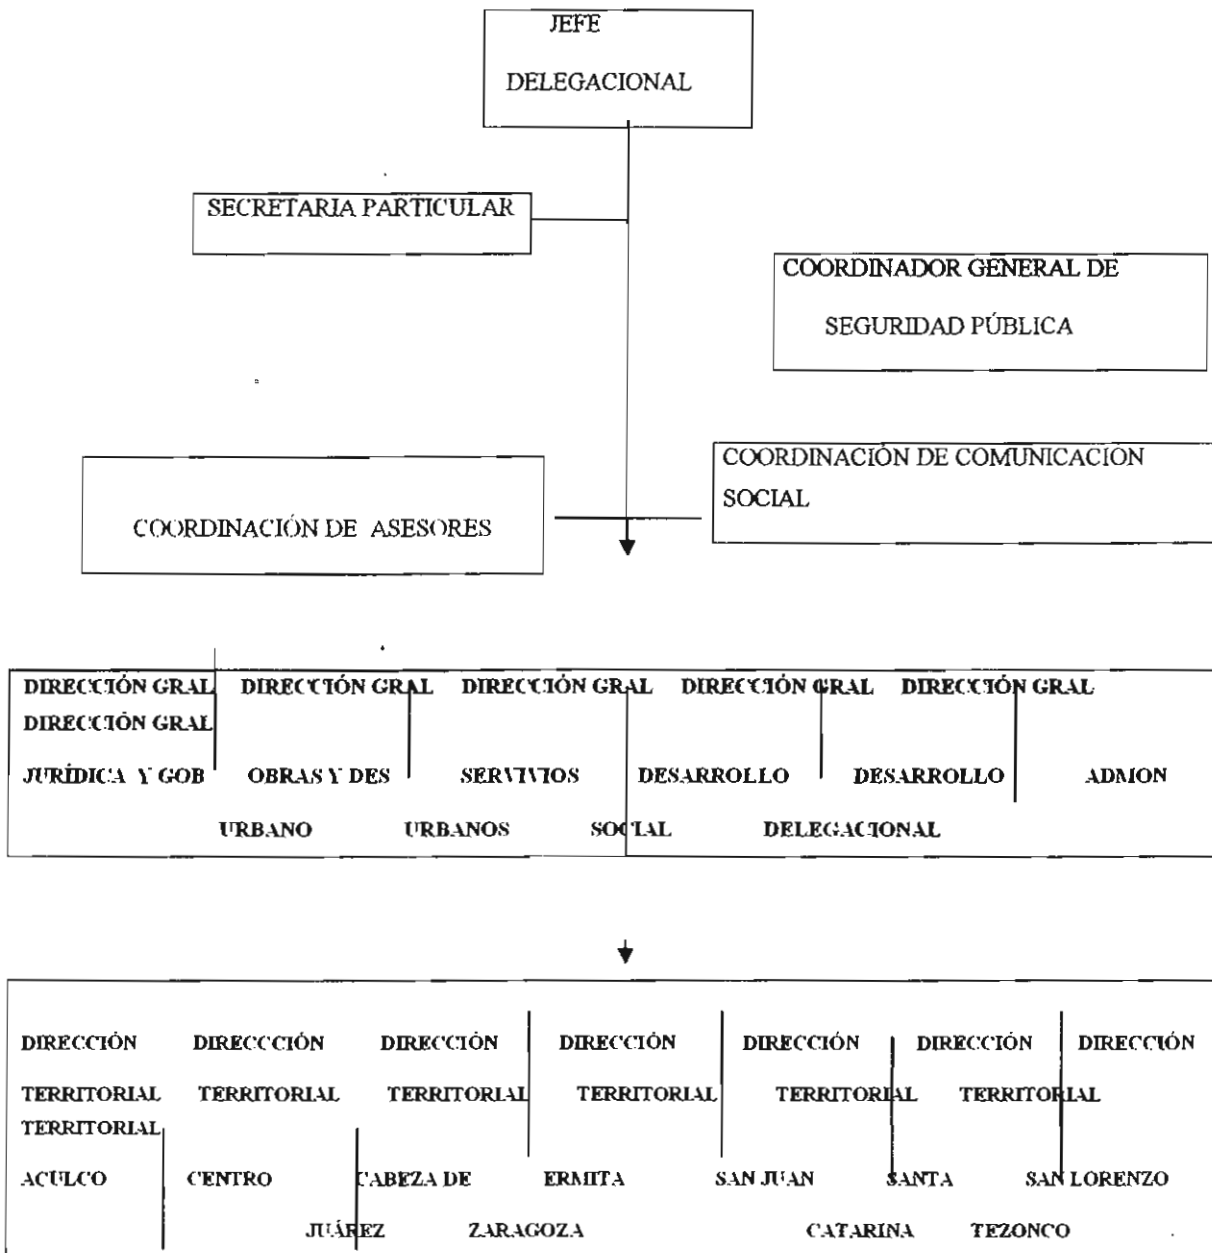 JEFE
DELEGACIONAL
SECRETARIA PARTICULAR
COORDINADOR GENERAL DE
SEGURIDAD PÚBLICA
COORDINACIÓN DE ASESORES
COORDINACIÓN DE COMUNICACION
SOCIAL
DIRECCIÓN GRAL DIRECCIÓN GRAL DIRECCIÓN GRAL DIRECCIÓN GRAL DIRECCIÓN GRAL
DIRECCIÓN GRAL
JURÍDICA Y GOB OBRAS Y DES SERVIVIOS DESARROLLO DESARROLLO ADMON
URBANO URBANOS SOCIAL DELEGACIONAL
DIRECCIÓN DIRECCCIÓN DIRECCIÓN DIRECCIÓN DIRECCIÓN DIRECCIÓN DIRECCIÓN
TERRITORIAL TERRITORIAL TERRITORIAL TERRITORIAL TERRITORIAL TERRITORIAL
TERRITORIAL
ACULCO CENTRO CABEZA DE ERMITA SAN JUAN SANTA SAN LORENZO
JUÁREZ ZARAGOZA CATARINA TEZONCO